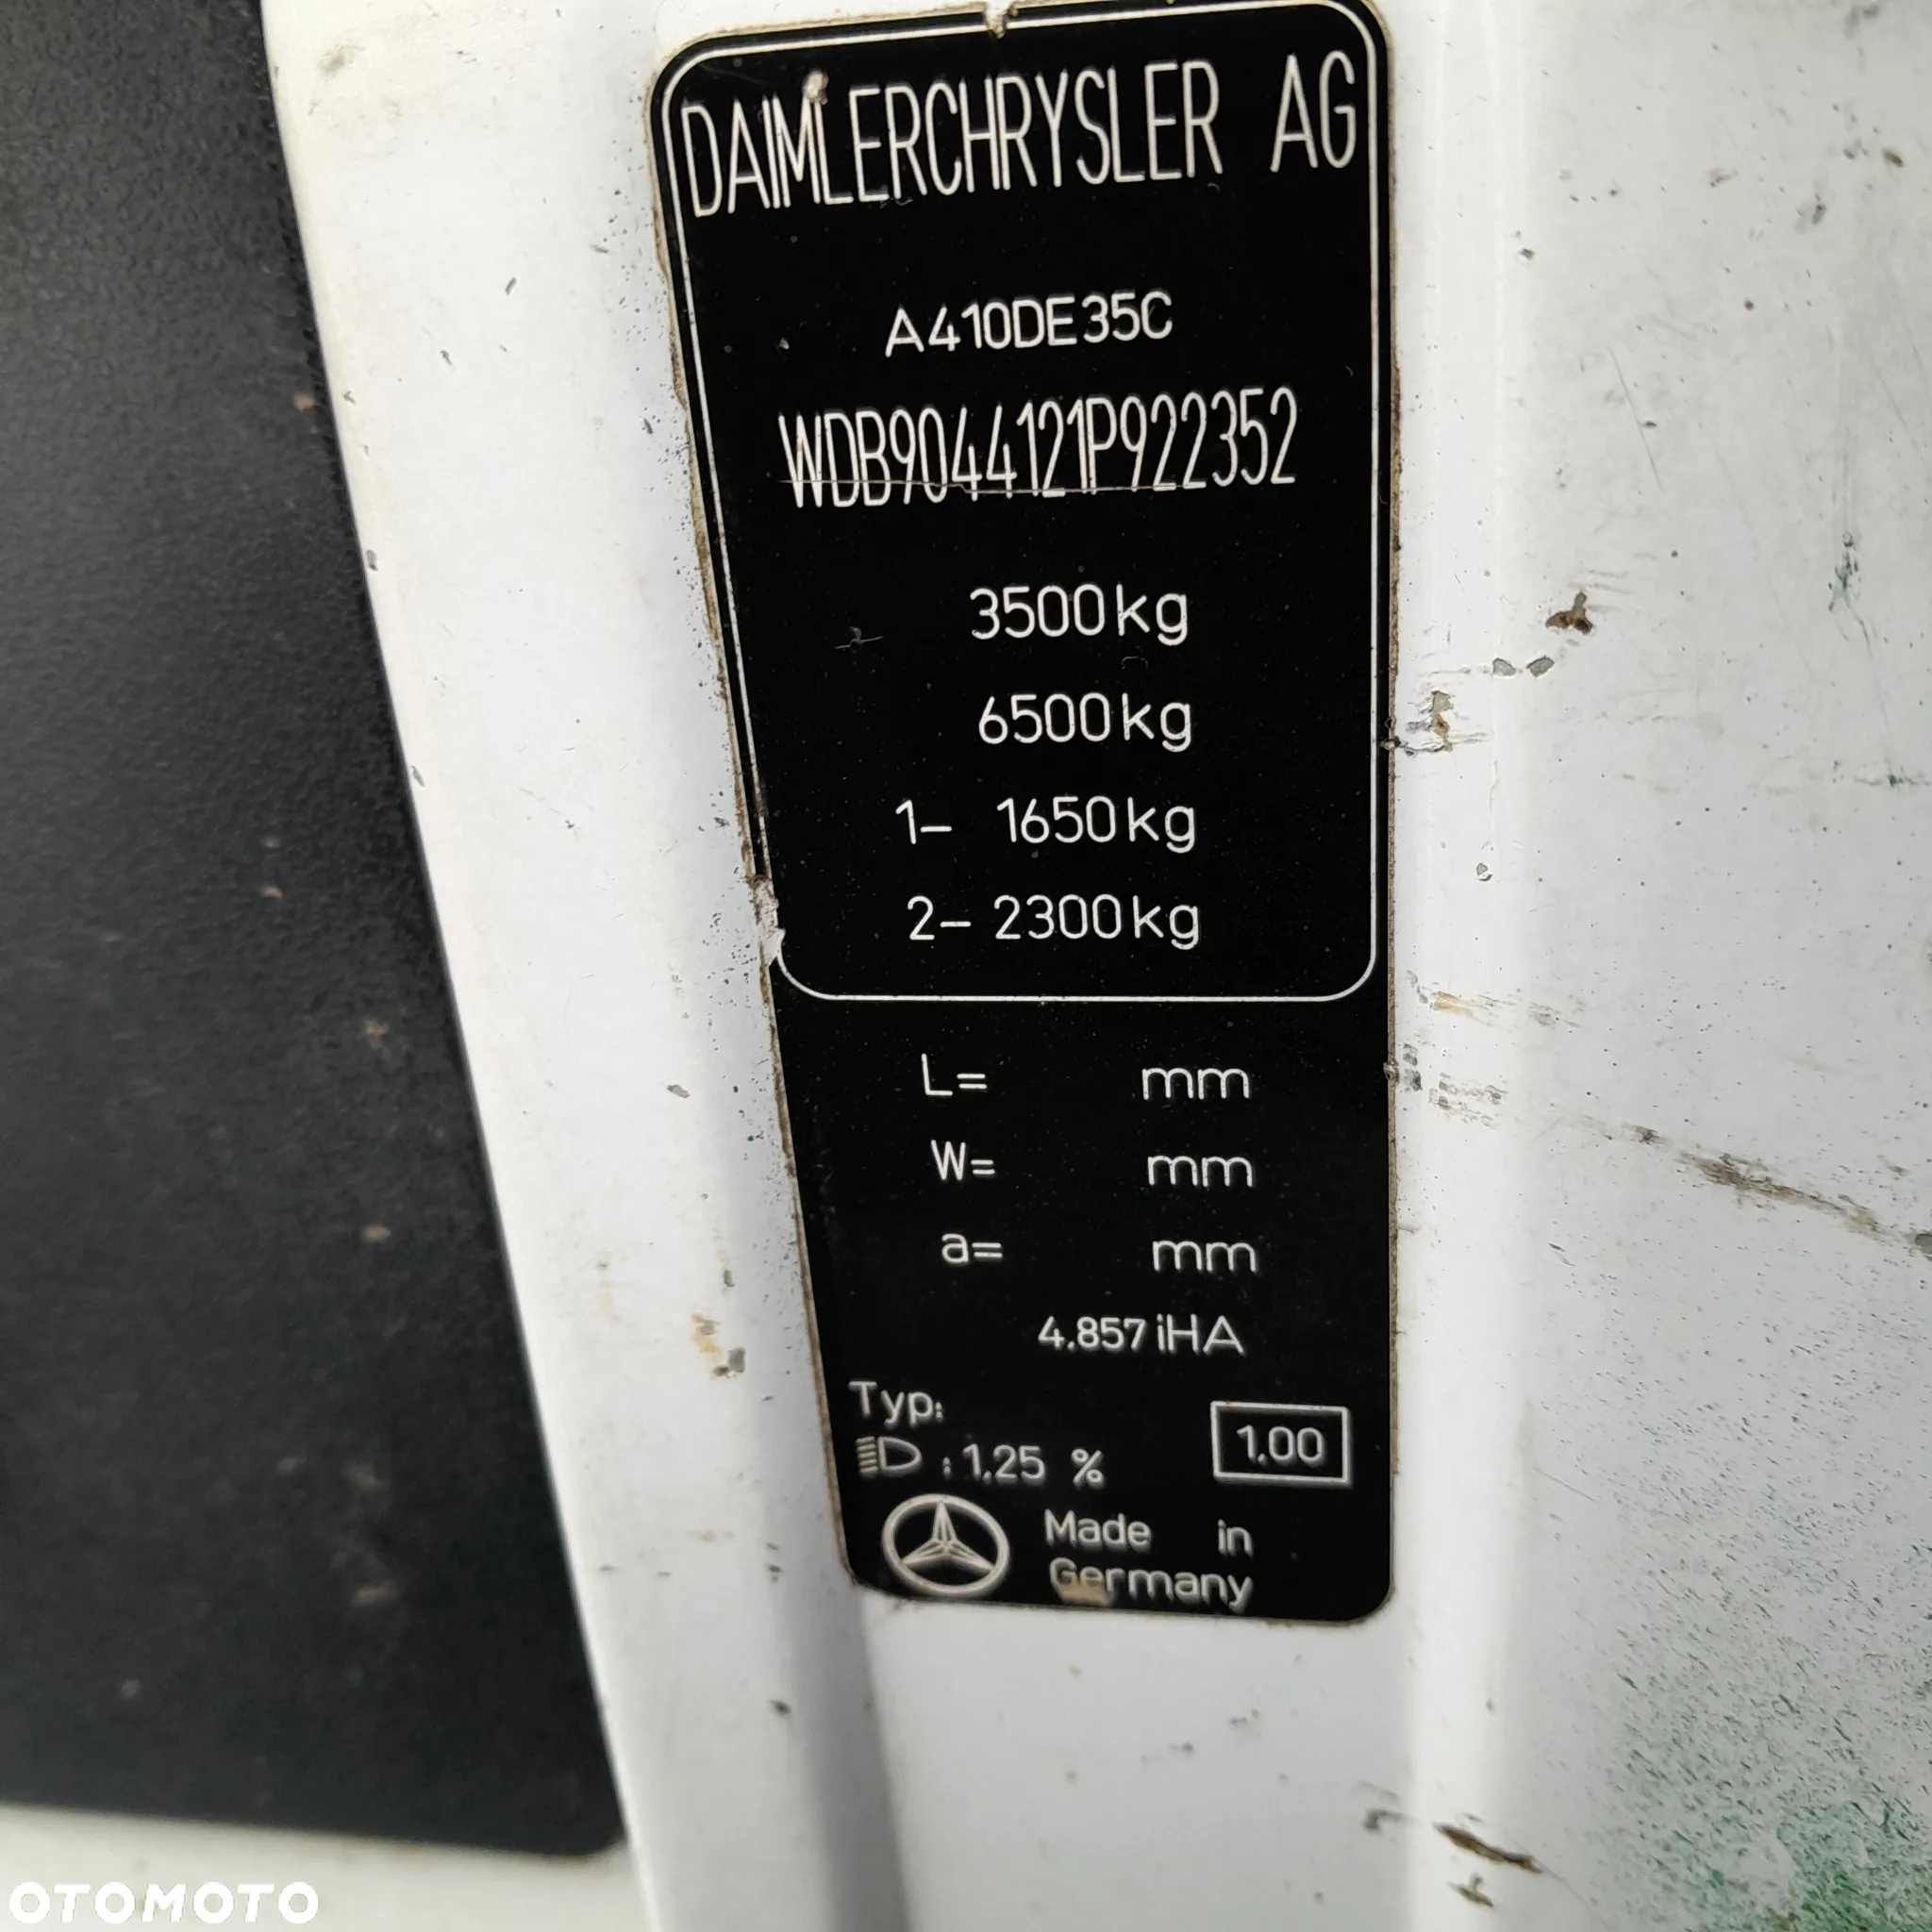 DAIMLERCHRYSLER AG
A410DE35C
WDB9044121P922352
3500kg
6500kg
1- 1650kg
2- 2300kg
L= mm
W= mm
a= mm
4.857 iHA
Typ:
: 1.25 % 1.00
Made in
Germany
OTOMOTO